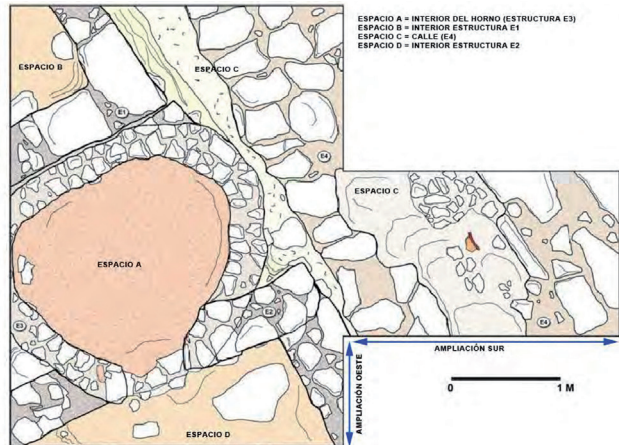 ESPACIO A = INTERIOR DEL HORNO (ESTRUCTURA E3)
ESPACIO B = INTERIOR ESTRUCTURA E1
ESPACIO C = CALLE (E4)
ESPACIO D = INTERIOR ESTRUCTURA E2
ESPACIO B
ESPACIO C
E1
E4
ESPACIO C
ESPACIO A
E2
E3
E4
AMPLIACIÓN SUR
AMPLIACIÓN OESTE
0 1 M
ESPACIO D